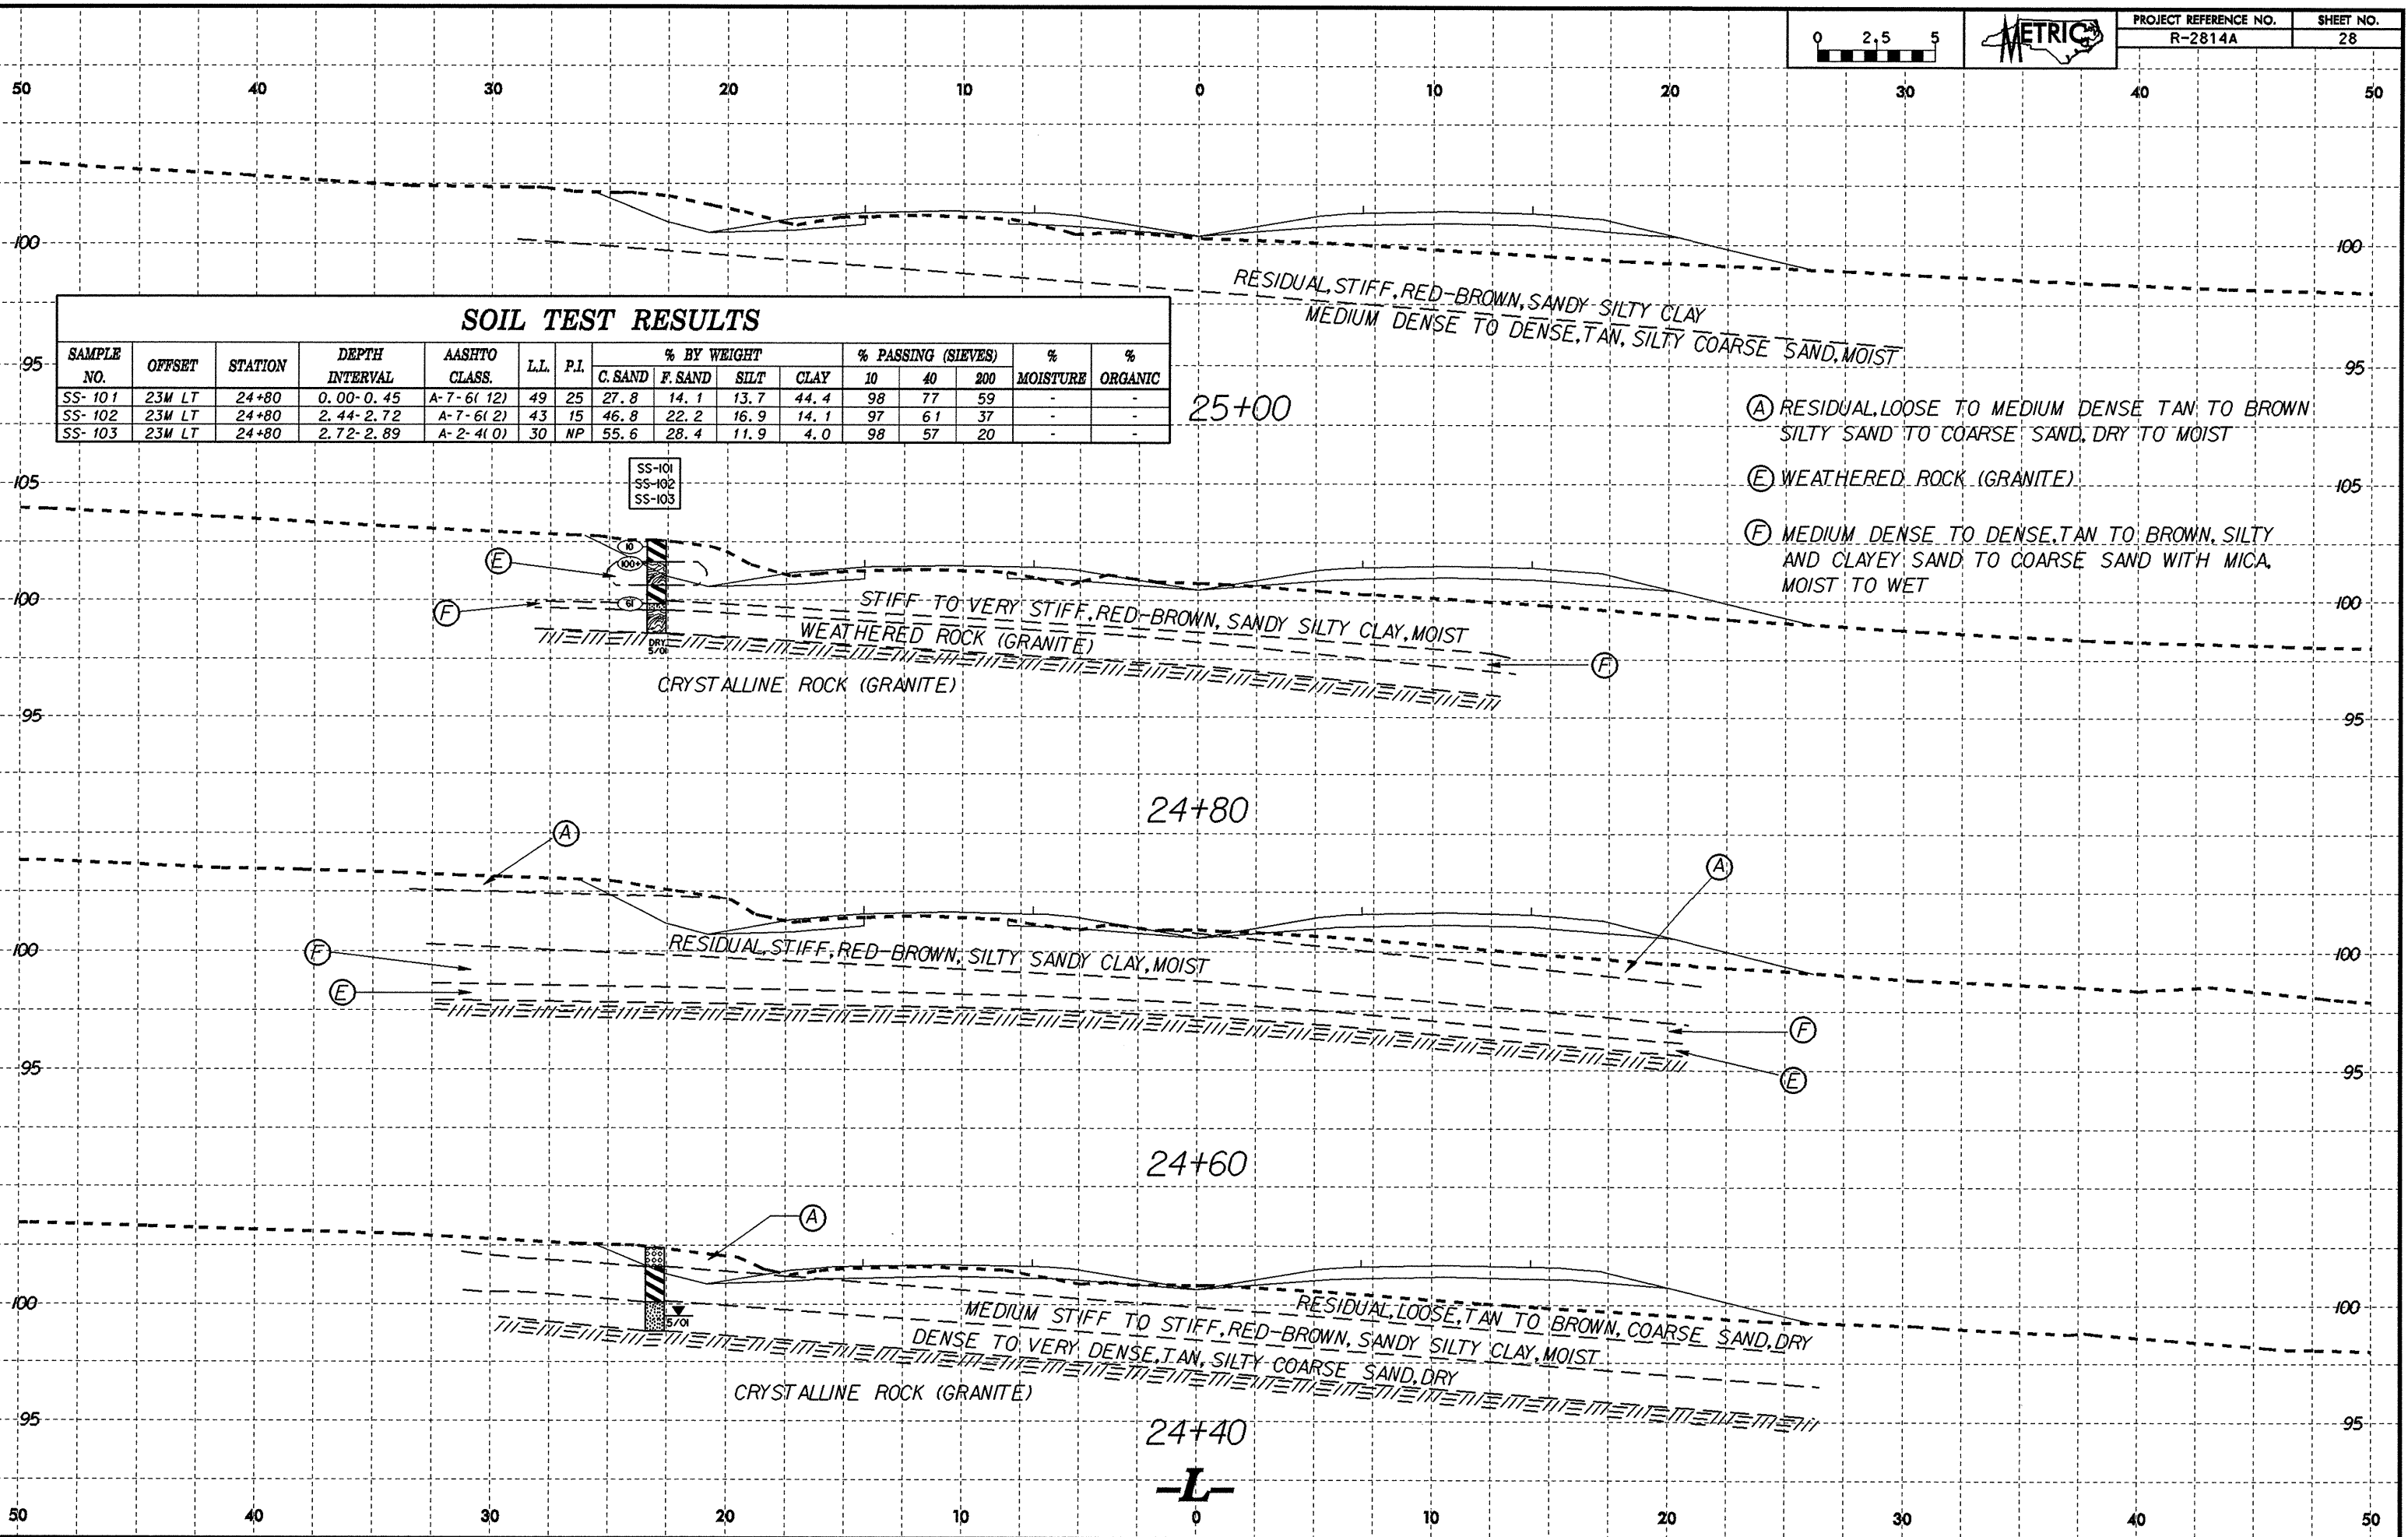 0 2.5 5
METRIC
PROJECT REFERENCE NO. SHEET NO.
R-2814A 28
50 40 30 20 10 0 10 20 30 40 50
100 100
RESIDUAL, STIFF, RED-BROWN, SANDY SILTY CLAY
MEDIUM DENSE TO DENSE, TAN, SILTY COARSE SAND, MOIST
95 95
SOIL TEST RESULTS
SAMPLE NO. OFFSET STATION DEPTH INTERVAL AASHTO CLASS. L.L. P.I. % BY WEIGHT % PASSING (SIEVES) % MOISTURE % ORGANIC
C. SAND F. SAND SILT CLAY 10 40 200
SS-101 23M LT 24+80 0.00-0.45 A-7-6(12) 49 25 27.8 14.1 13.7 44.4 98 77 59 - -
SS-102 23M LT 24+80 2.44-2.72 A-7-6(2) 43 15 46.8 22.2 16.9 14.1 97 61 37 - -
SS-103 23M LT 24+80 2.72-2.89 A-2-4(0) 30 NP 55.6 28.4 11.9 4.0 98 57 20 - -
25+00
A RESIDUAL, LOOSE TO MEDIUM DENSE TAN TO BROWN
SILTY SAND TO COARSE SAND, DRY TO MOIST
E WEATHERED ROCK (GRANITE)
F MEDIUM DENSE TO DENSE, TAN TO BROWN, SILTY
AND CLAYEY SAND TO COARSE SAND WITH MICA,
MOIST TO WET
SS-101
SS-102
SS-103
105 105
10
E
100+
100 100
61
F
STIFF TO VERY STIFF, RED-BROWN, SANDY SILTY CLAY, MOIST
WEATHERED ROCK (GRANITE)
DRY
5/01
F
CRYSTALLINE ROCK (GRANITE)
95 95
24+80
A
A
100 100
F
RESIDUAL, STIFF, RED-BROWN, SILTY SANDY CLAY, MOIST
E
F
95 95
E
24+60
A
100 100
5/01
RESIDUAL, LOOSE, TAN TO BROWN, COARSE SAND, DRY
MEDIUM STIFF TO STIFF, RED-BROWN, SANDY SILTY CLAY, MOIST
DENSE TO VERY DENSE, TAN, SILTY COARSE SAND, DRY
CRYSTALLINE ROCK (GRANITE)
95 95
24+40
-L-
50 40 30 20 10 0 10 20 30 40 50